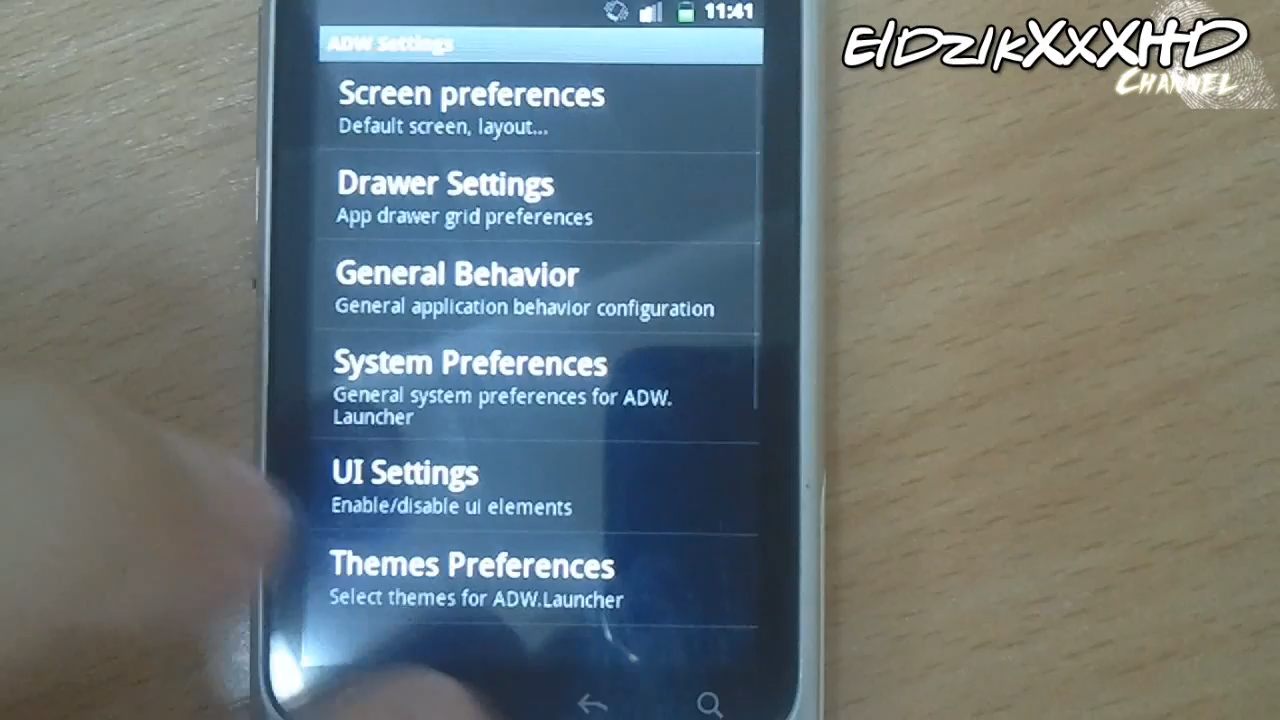 11:41
ElDzIkXxXHD
Channel
ADW Settings
Screen preferences
Default screen, layout...
Drawer Settings
App drawer grid preferences
General Behavior
General application behavior configuration
System Preferences
General system preferences for ADW.
Launcher
UI Settings
Enable/disable ui elements
Themes Preferences
Select themes for ADW.Launcher